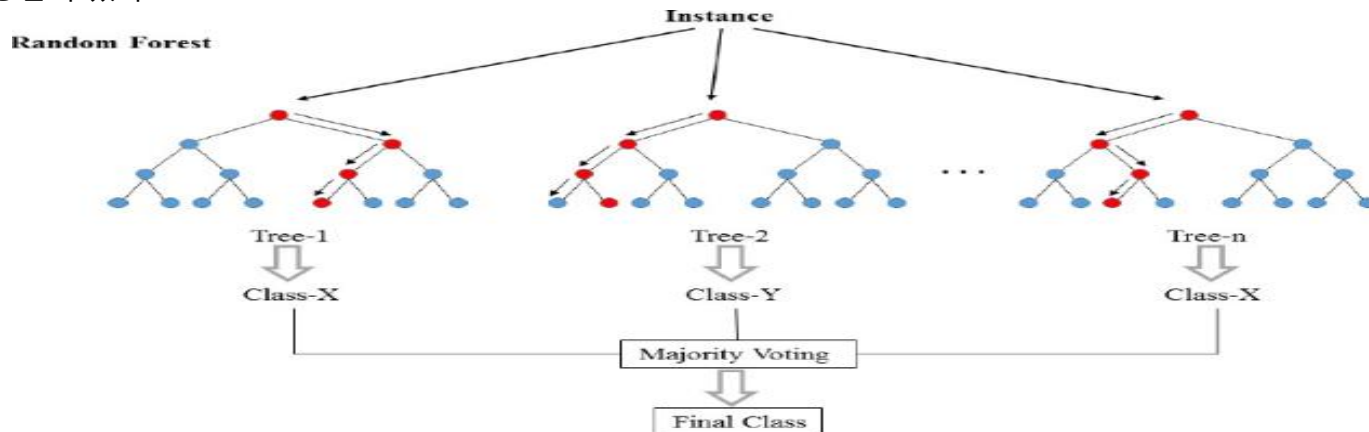 Instance
Random Forest
...
Tree-1
Tree-2
Tree-n
Class-X
Class-Y
Class-X
Majority Voting
Final Class